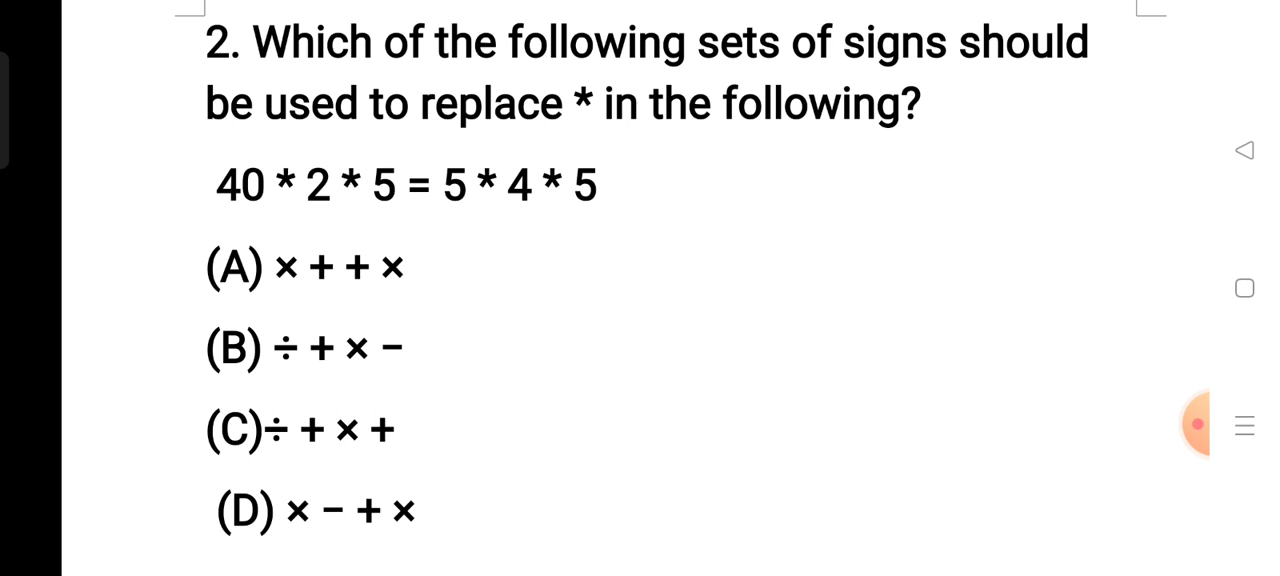 2. Which of the following sets of signs should
be used to replace * in the following?
40 * 2 * 5 = 5 * 4 * 5
(A) × + + ×
(B) ÷ + × −
(C)÷ + × +
(D) × − + ×